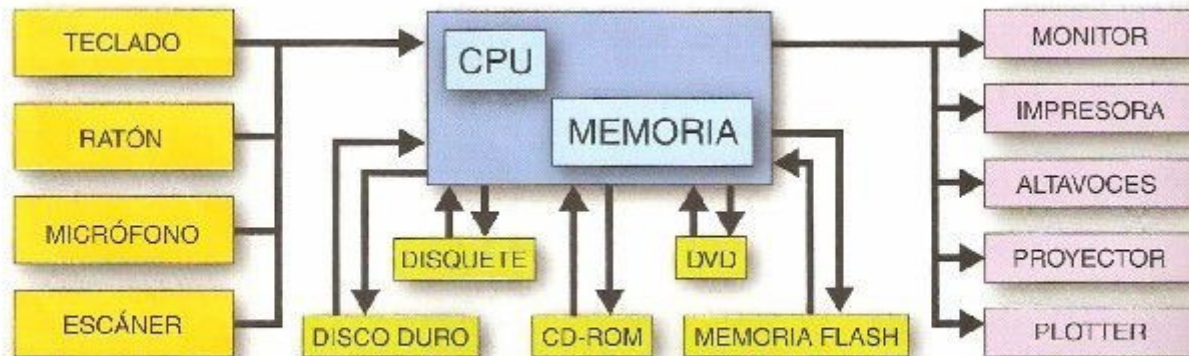 TECLADO
RATÓN
MICRÓFONO
ESCÁNER
CPU
MEMORIA
DISQUETE
DVD
DISCO DURO
CD-ROM
MEMORIA FLASH
MONITOR
IMPRESORA
ALTAVOCES
PROYECTOR
PLOTTER